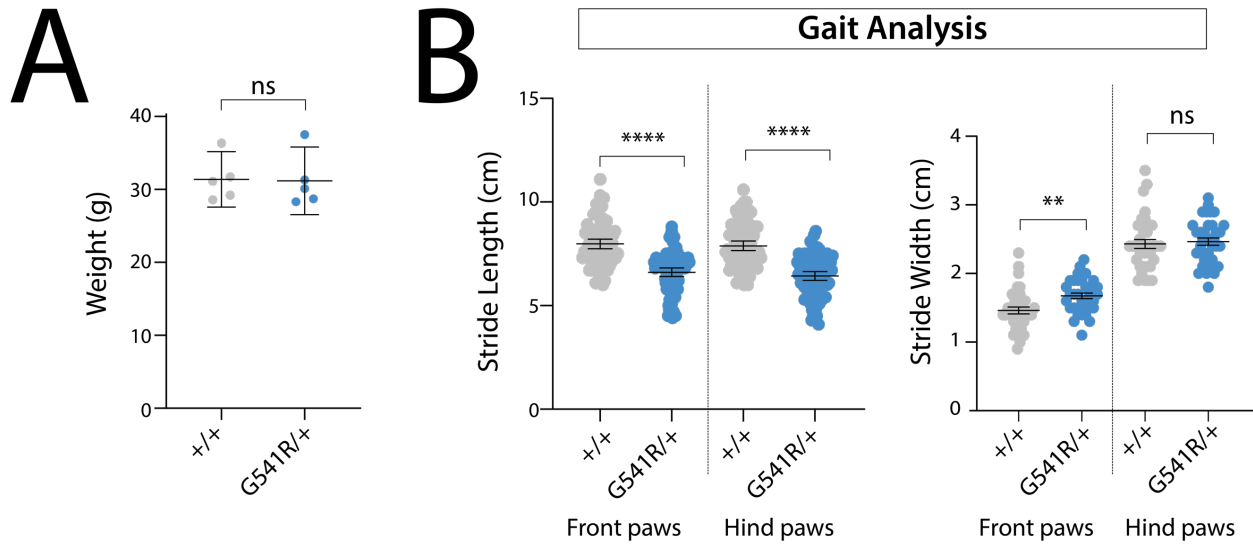 A
ns
40
30
20
10
0
Weight (g)
+/+
G541R/+
B
Gait Analysis
15
10
5
0
Stride Length (cm)
****
****
+/+
G541R/+
+/+
G541R/+
Front paws
Hind paws
4
3
2
1
0
Stride Width (cm)
**
ns
+/+
G541R/+
+/+
G541R/+
Front paws
Hind paws